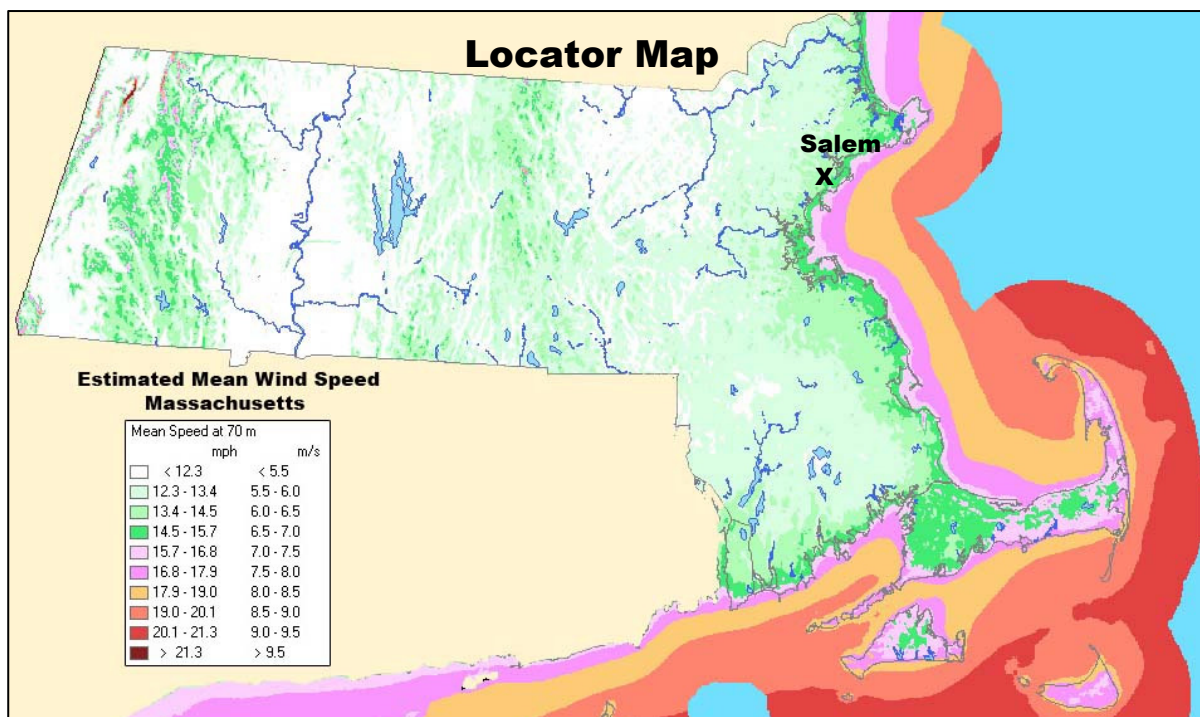 Locator Map
Salem
X
Estimated Mean Wind Speed
Massachusetts
Mean Speed at 70 m
mph m/s
< 12.3 < 5.5
12.3 - 13.4 5.5 - 6.0
13.4 - 14.5 6.0 - 6.5
14.5 - 15.7 6.5 - 7.0
15.7 - 16.8 7.0 - 7.5
16.8 - 17.9 7.5 - 8.0
17.9 - 19.0 8.0 - 8.5
19.0 - 20.1 8.5 - 9.0
20.1 - 21.3 9.0 - 9.5
> 21.3 > 9.5